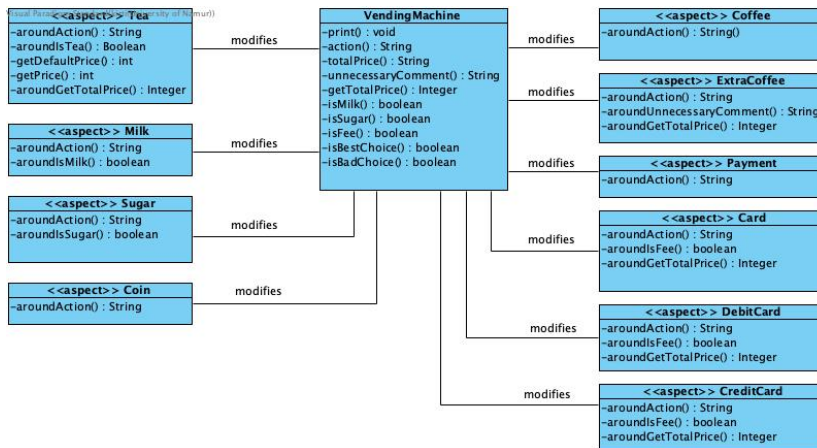 Visual Paradigm
University of Namur))
<<aspect>> Tea
-aroundAction() : String
-aroundIsTea() : Boolean
-getDefaultPrice() : int
-getPrice() : int
-aroundGetTotalPrice() : Integer
modifies
<<aspect>> Milk
-aroundAction() : String
-aroundIsMilk() : boolean
modifies
<<aspect>> Sugar
-aroundAction() : String
-aroundIsSugar() : boolean
modifies
<<aspect>> Coin
-aroundAction() : String
modifies
VendingMachine
-print() : void
-action() : String
-totalPrice() : String
-unnecessaryComment() : String
-getTotalPrice() : Integer
-isMilk() : boolean
-isSugar() : boolean
-isFee() : boolean
-isBestChoice() : boolean
-isBadChoice() : boolean
modifies
<<aspect>> Coffee
-aroundAction() : String()
modifies
<<aspect>> ExtraCoffee
-aroundAction() : String
-aroundUnnecessaryComment() : String
-aroundGetTotalPrice() : Integer
modifies
<<aspect>> Payment
-aroundAction() : String
modifies
<<aspect>> Card
-aroundAction() : String
-aroundIsFee() : boolean
-aroundGetTotalPrice() : Integer
modifies
<<aspect>> DebitCard
-aroundAction() : String
-aroundIsFee() : boolean
-aroundGetTotalPrice() : Integer
modifies
<<aspect>> CreditCard
-aroundAction() : String
-aroundIsFee() : boolean
-aroundGetTotalPrice() : Integer